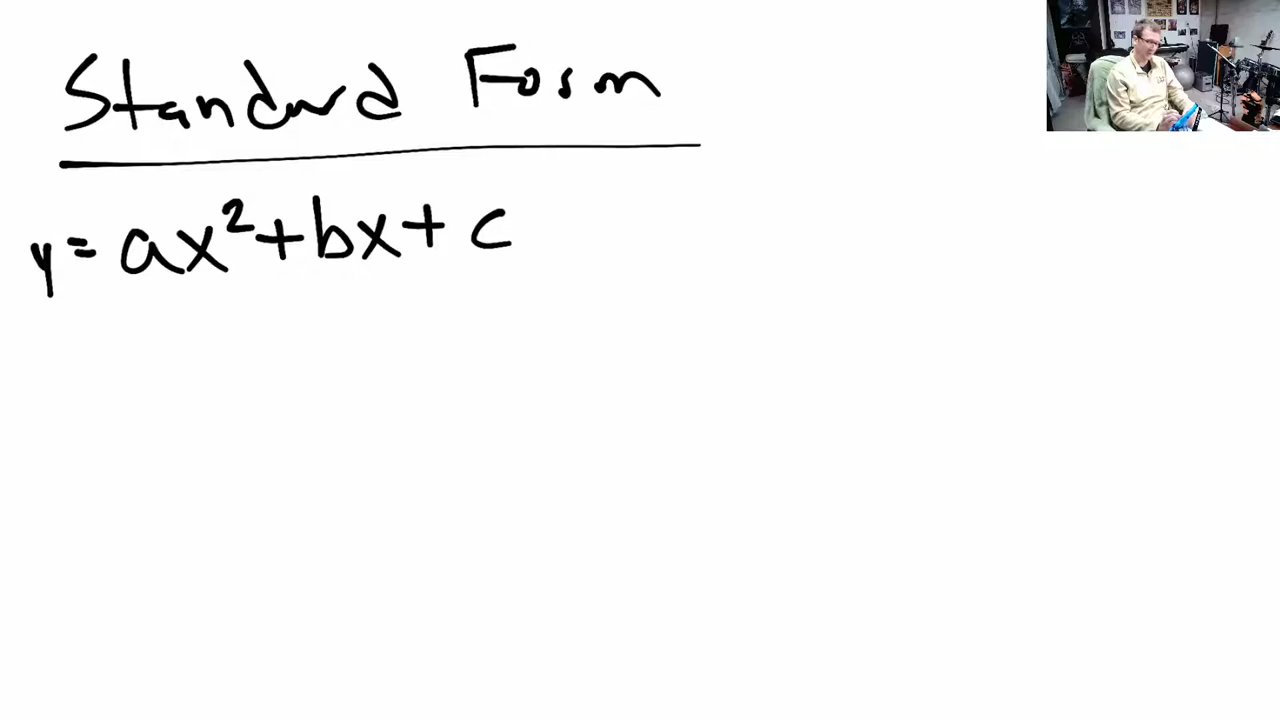 Standard Form
y = ax² + bx + c